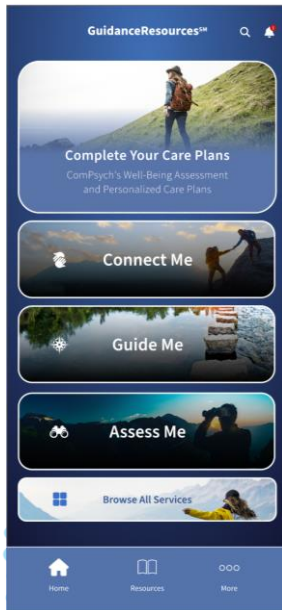 GuidanceResources℠
Complete Your Care Plans
ComPsych's Well-Being Assessment
and Personalized Care Plans
Connect Me
Guide Me
Assess Me
Browse All Services
Home Resources More